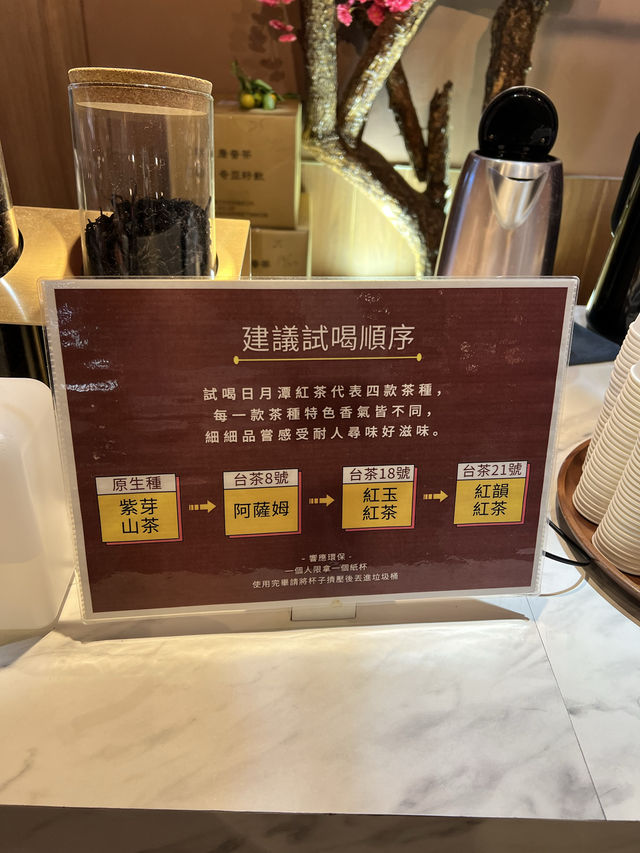 建議試喝順序
試喝日月潭紅茶代表四款茶種，
每一款茶種特色香氣皆不同，
細細品嘗感受耐人尋味好滋味。
原生種
紫芽
山茶
台茶8號
阿薩姆
台茶18號
紅玉
紅茶
台茶21號
紅韻
紅茶
- 響應環保 -
一個人限拿一個紙杯
使用完畢請將杯子擠壓後丟進垃圾桶